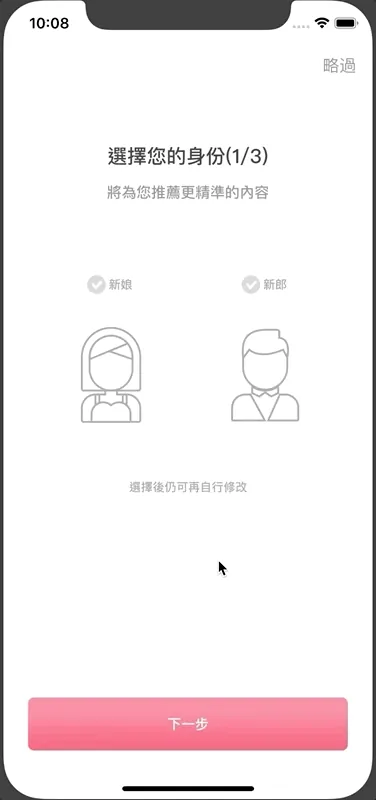 10:08
略過
選擇您的身份(1/3)
將為您推薦更精準的內容
新娘
新郎
選擇後仍可再自行修改
下一步